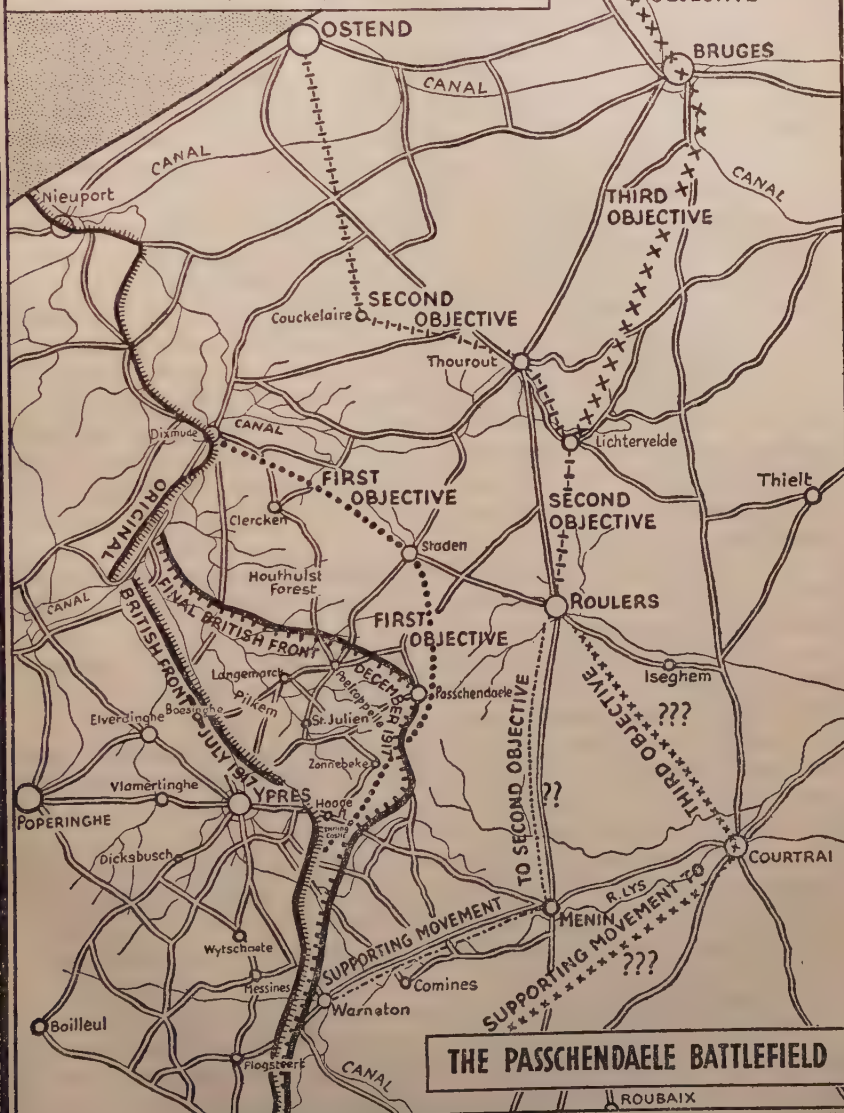 OBJECTIVE
OSTEND
BRUGES
CANAL
CANAL
CANAL
Nieuport
THIRD
OBJECTIVE
SECOND
OBJECTIVE
Couckelaire
Thourout
Dixmude
CANAL
Lichtervelde
FIRST
OBJECTIVE
Thielt
ORIGINAL
Clercken
SECOND
OBJECTIVE
Staden
Houthulst
Forest
CANAL
FINAL BRITISH FRONT
FIRST
OBJECTIVE
ROULERS
BRITISH FRONT JULY 1917
DECEMBER 1917
Langemarck
Poelcappelle
Passchendaele
Iseghem
Pilkem
Boesinghe
Elverdinghe
St. Julien
THIRD OBJECTIVE
???
TO SECOND OBJECTIVE
??
Zonnebeke
Vlamertinghe
YPRES
Hooge
POPERINGHE
COURTRAI
Dicksbusch
R. LYS
MENIN
SUPPORTING MOVEMENT
SUPPORTING MOVEMENT TO
???
Wytschaete
Messines
Comines
Warneton
Bailleul
Plogsteert
CANAL
THE PASSCHENDAELE BATTLEFIELD
ROUBAIX